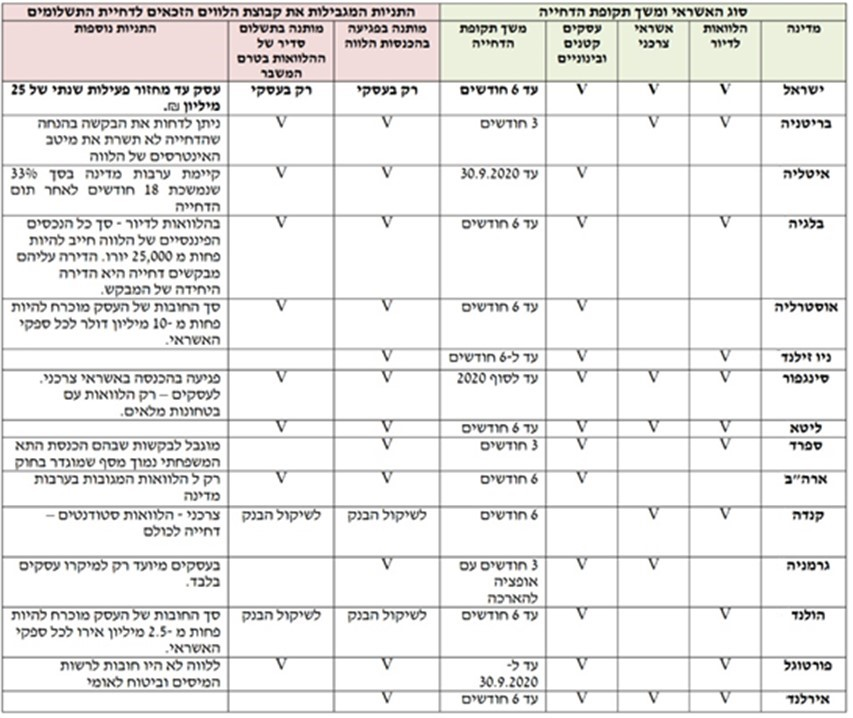 סוג האשראי ומשך תקופת הדחייה
התניות המגבילות את קבוצת הלווים הזכאים לדחיית התשלומים
מדינה
הלוואות לדיור
אשראי צרכני
עסקים קטנים ובינוניים
משך תקופת הדחייה
מותנה בפגיעה בהכנסות הלווה
מותנה בתשלום סדיר של ההלוואות בטרם המשבר
התניות נוספות
ישראל V V V עד 6 חודשים רק בעסקי רק בעסקי עסק עד מחזור פעילות שנתי של 25
מיליון ₪.
בריטניה V V 3 חודשים V V ניתן לדחות את הבקשה בהנחה
שהדחייה לא תשרת את מיטב
האינטרסים של הלווה
איטליה V עד 30.9.2020 V V קיימת ערבות מדינה בסך 33%
שנמשכת 18 חודשים לאחר תום
הדחייה
בלגיה V V עד 6 חודשים V V בהלוואות לדיור - סך כל הנכסים
הפיננסיים של הלווה חייב להיות
פחות מ 25,000 יורו. הדירה עליהם
מבקשים דחייה היא הדירה
היחידה של המבקש.
אוסטרליה V עד 6 חודשים V V סך החובות של העסק מוכרח להיות
פחות מ -10 מיליון דולר לכל ספקי
האשראי.
ניו זילנד V V עד ל-6 חודשים V
סינגפור V V V עד לסוף 2020 V V פגיעה בהכנסה באשראי צרכני.
לעסקים – רק הלוואות עם
בטחונות מלאים.
ליטא V V V עד 6 חודשים V V
ספרד V V 3 חודשים V מוגבל לבקשות שבהם הכנסת התא
המשפחתי נמוך מסף שמוגדר בחוק
ארה"ב V V 6 חודשים V V רק ל הלוואות המגובות בערבות
מדינה
קנדה V V 6 חודשים לשיקול הבנק לשיקול הבנק צרכני - הלוואות סטודנטים –
דחייה לכולם
גרמניה V V 3 חודשים עם
אופציה
להארכה V בעסקים מיועד רק למיקרו עסקים
בלבד.
הולנד V V עד 6 חודשים לשיקול הבנק לשיקול הבנק סך החובות של העסק מוכרח להיות
פחות מ -2.5 מיליון אירו לכל ספקי
האשראי.
פורטוגל V V עד ל-
30.9.2020 V V ללווה לא היו חובות לרשות
המיסים וביטוח לאומי
אירלנד V V V עד 6 חודשים V